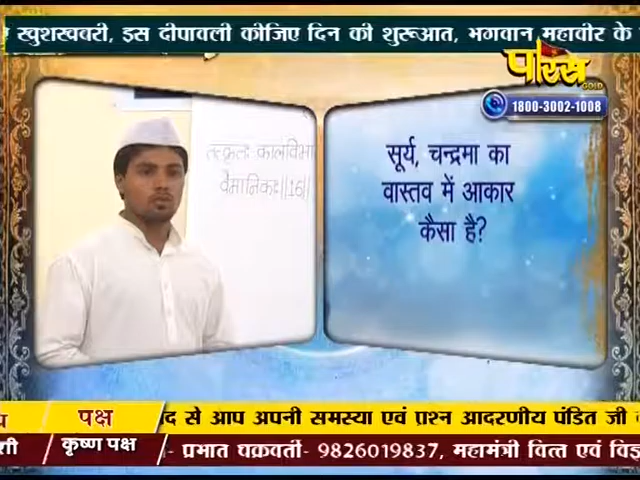 खुशखबरी, इस दीपावली कीजिए दिन की शुरूआत, भगवान महावीर के
पारस
GOLD
1800-3002-1008
तत्कृतः कालविभा
वैमानिकाः||16||
सूर्य, चन्द्रमा का
वास्तव में आकार
कैसा है?
पक्ष
से आप अपनी समस्या एवं प्रश्न आदरणीय पंडित जी
कृष्ण पक्ष
:- प्रभात चक्रवर्ती- 9826019837, महामंत्री वित्त एवं